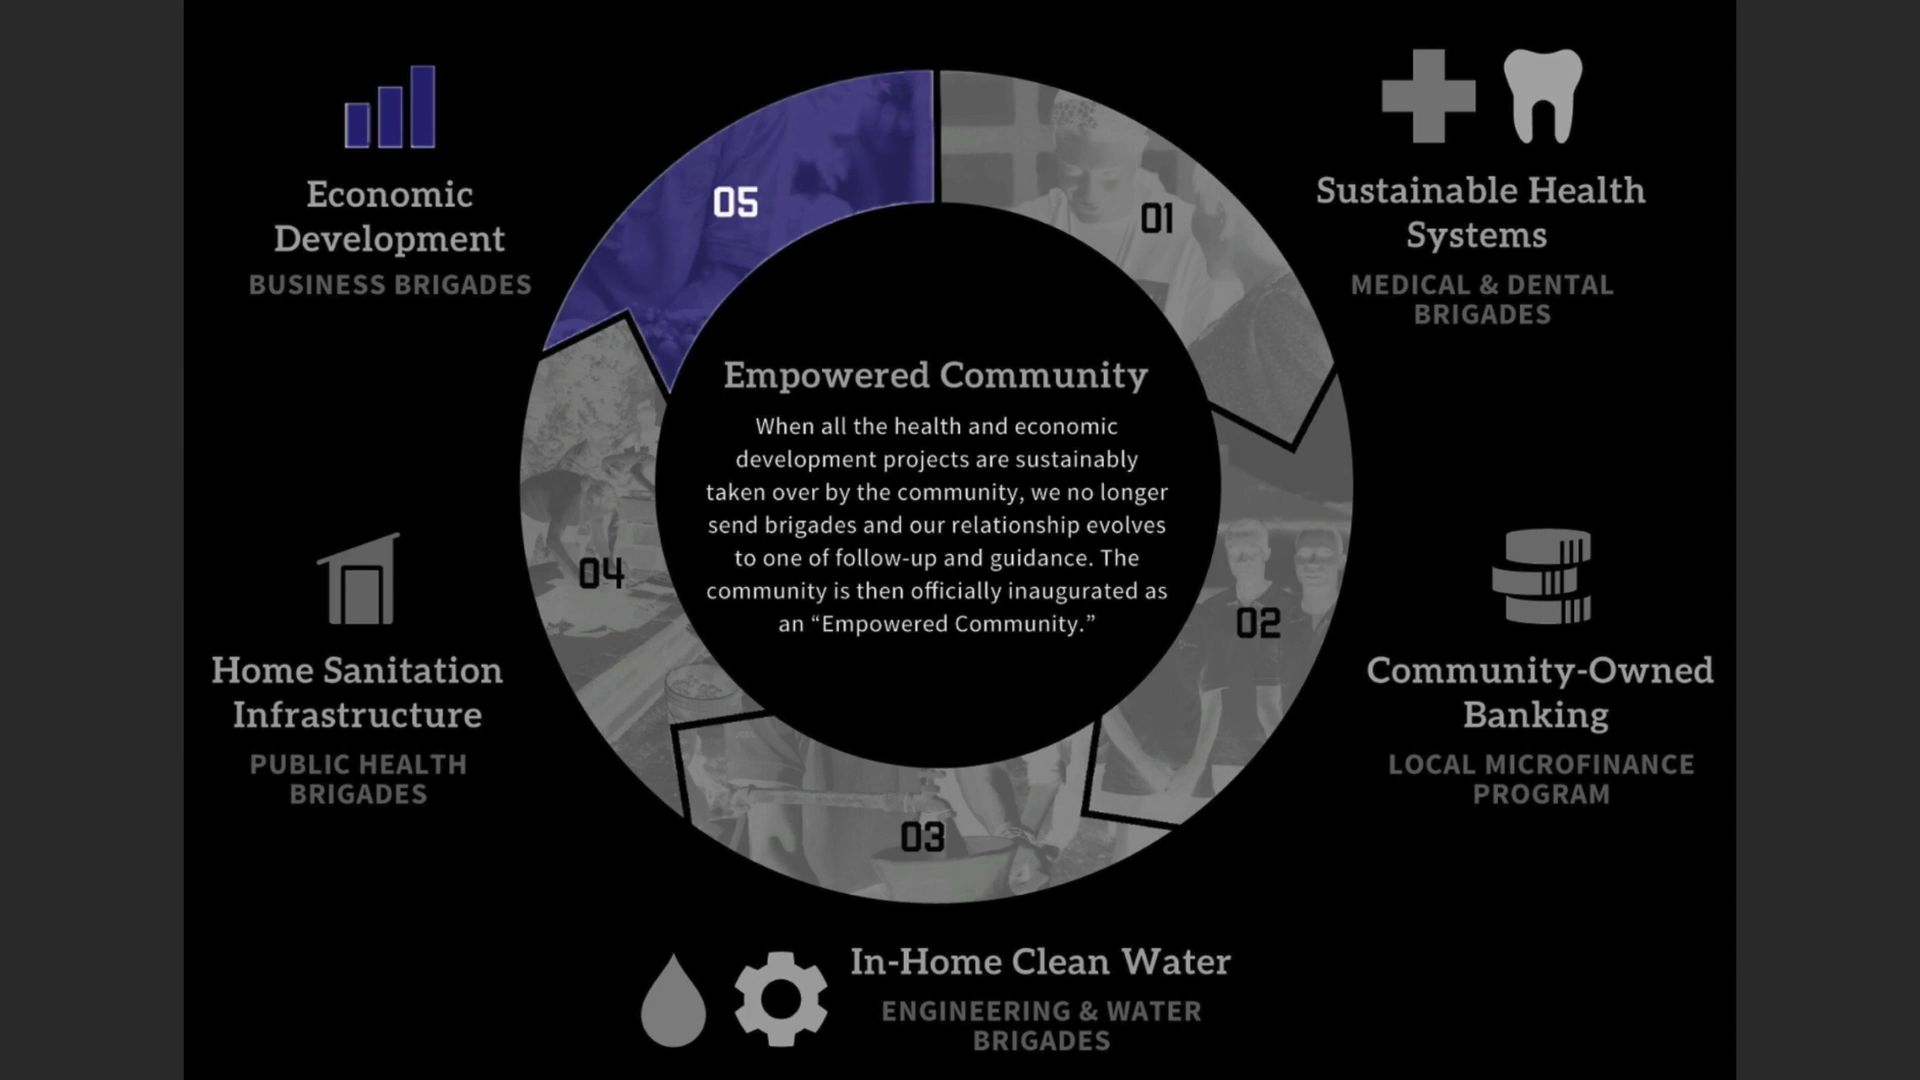 Economic
Development
BUSINESS BRIGADES
05
01
Sustainable Health
Systems
MEDICAL & DENTAL
BRIGADES
Empowered Community
When all the health and economic
development projects are sustainably
taken over by the community, we no longer
send brigades and our relationship evolves
to one of follow-up and guidance. The
community is then officially inaugurated as
an “Empowered Community.”
04
02
Home Sanitation
Infrastructure
PUBLIC HEALTH
BRIGADES
Community-Owned
Banking
LOCAL MICROFINANCE
PROGRAM
03
In-Home Clean Water
ENGINEERING & WATER
BRIGADES